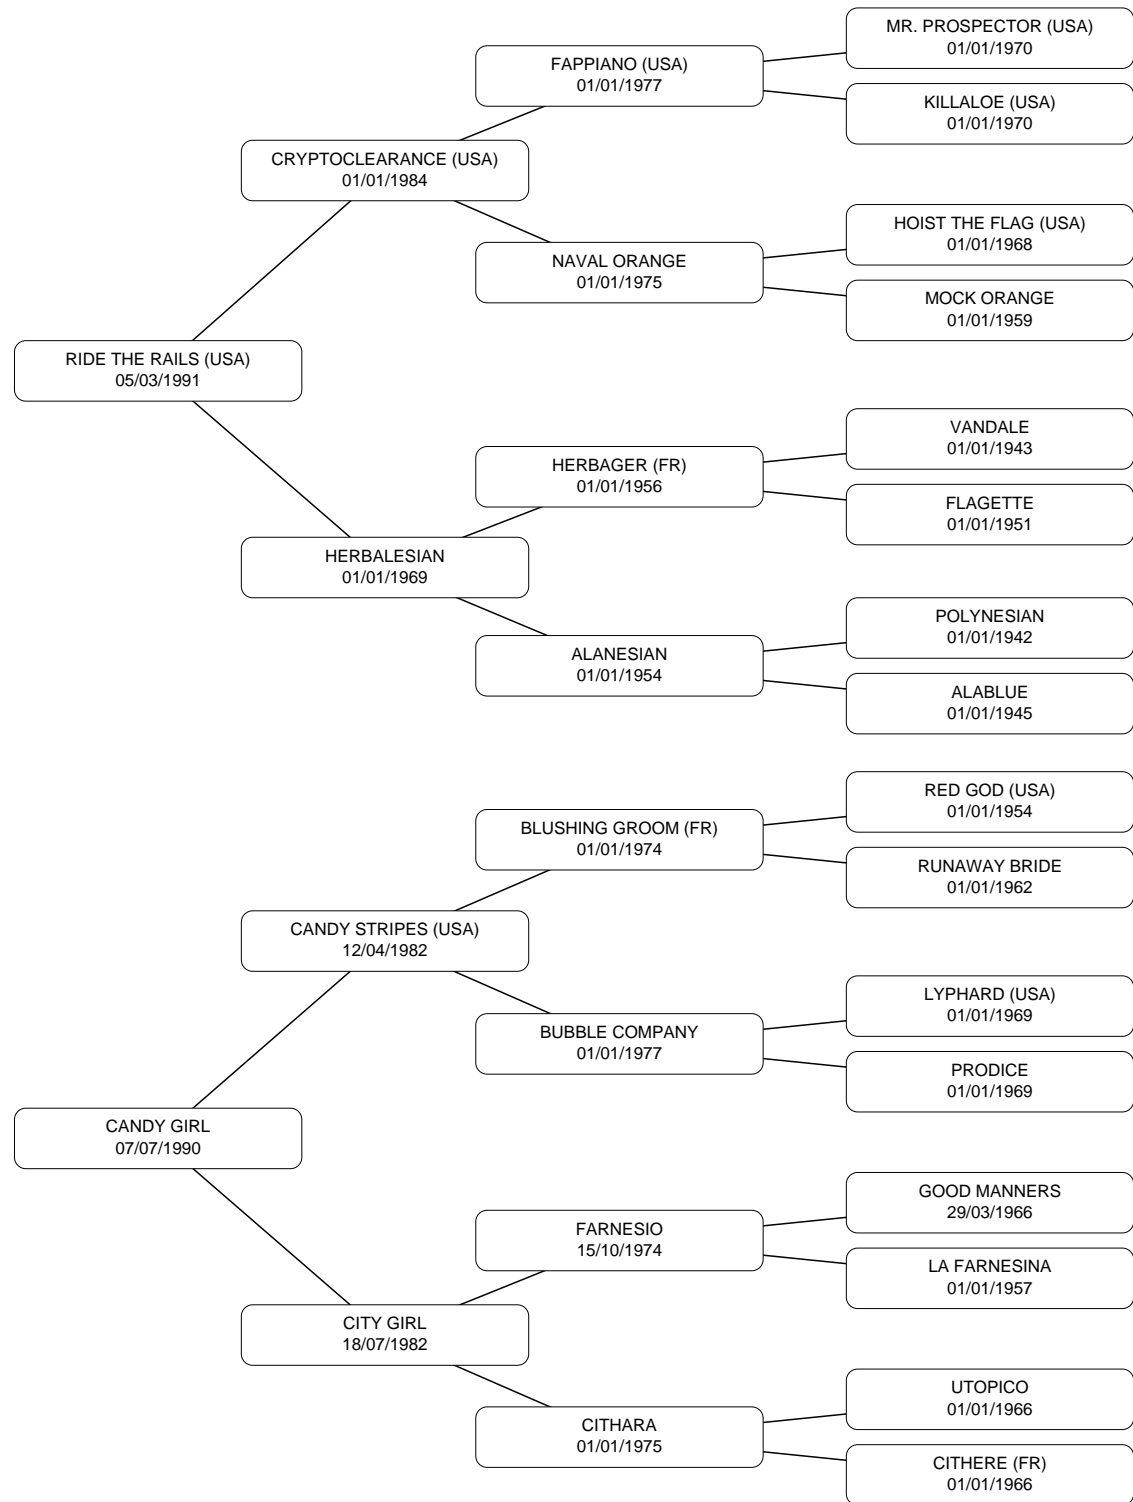 MR. PROSPECTOR (USA)
01/01/1970
FAPPIANO (USA)
01/01/1977
KILLALOE (USA)
01/01/1970
CRYPTOCLEARANCE (USA)
01/01/1984
HOIST THE FLAG (USA)
01/01/1968
NAVAL ORANGE
01/01/1975
MOCK ORANGE
01/01/1959
RIDE THE RAILS (USA)
05/03/1991
VANDALE
01/01/1943
HERBAGER (FR)
01/01/1956
FLAGETTE
01/01/1951
HERBALESIAN
01/01/1969
POLYNESIAN
01/01/1942
ALANESIAN
01/01/1954
ALABLUE
01/01/1945
RED GOD (USA)
01/01/1954
BLUSHING GROOM (FR)
01/01/1974
RUNAWAY BRIDE
01/01/1962
CANDY STRIPES (USA)
12/04/1982
LYPHARD (USA)
01/01/1969
BUBBLE COMPANY
01/01/1977
PRODICE
01/01/1969
CANDY GIRL
07/07/1990
GOOD MANNERS
29/03/1966
FARNESIO
15/10/1974
LA FARNESINA
01/01/1957
CITY GIRL
18/07/1982
UTOPICO
01/01/1966
CITHARA
01/01/1975
CITHERE (FR)
01/01/1966